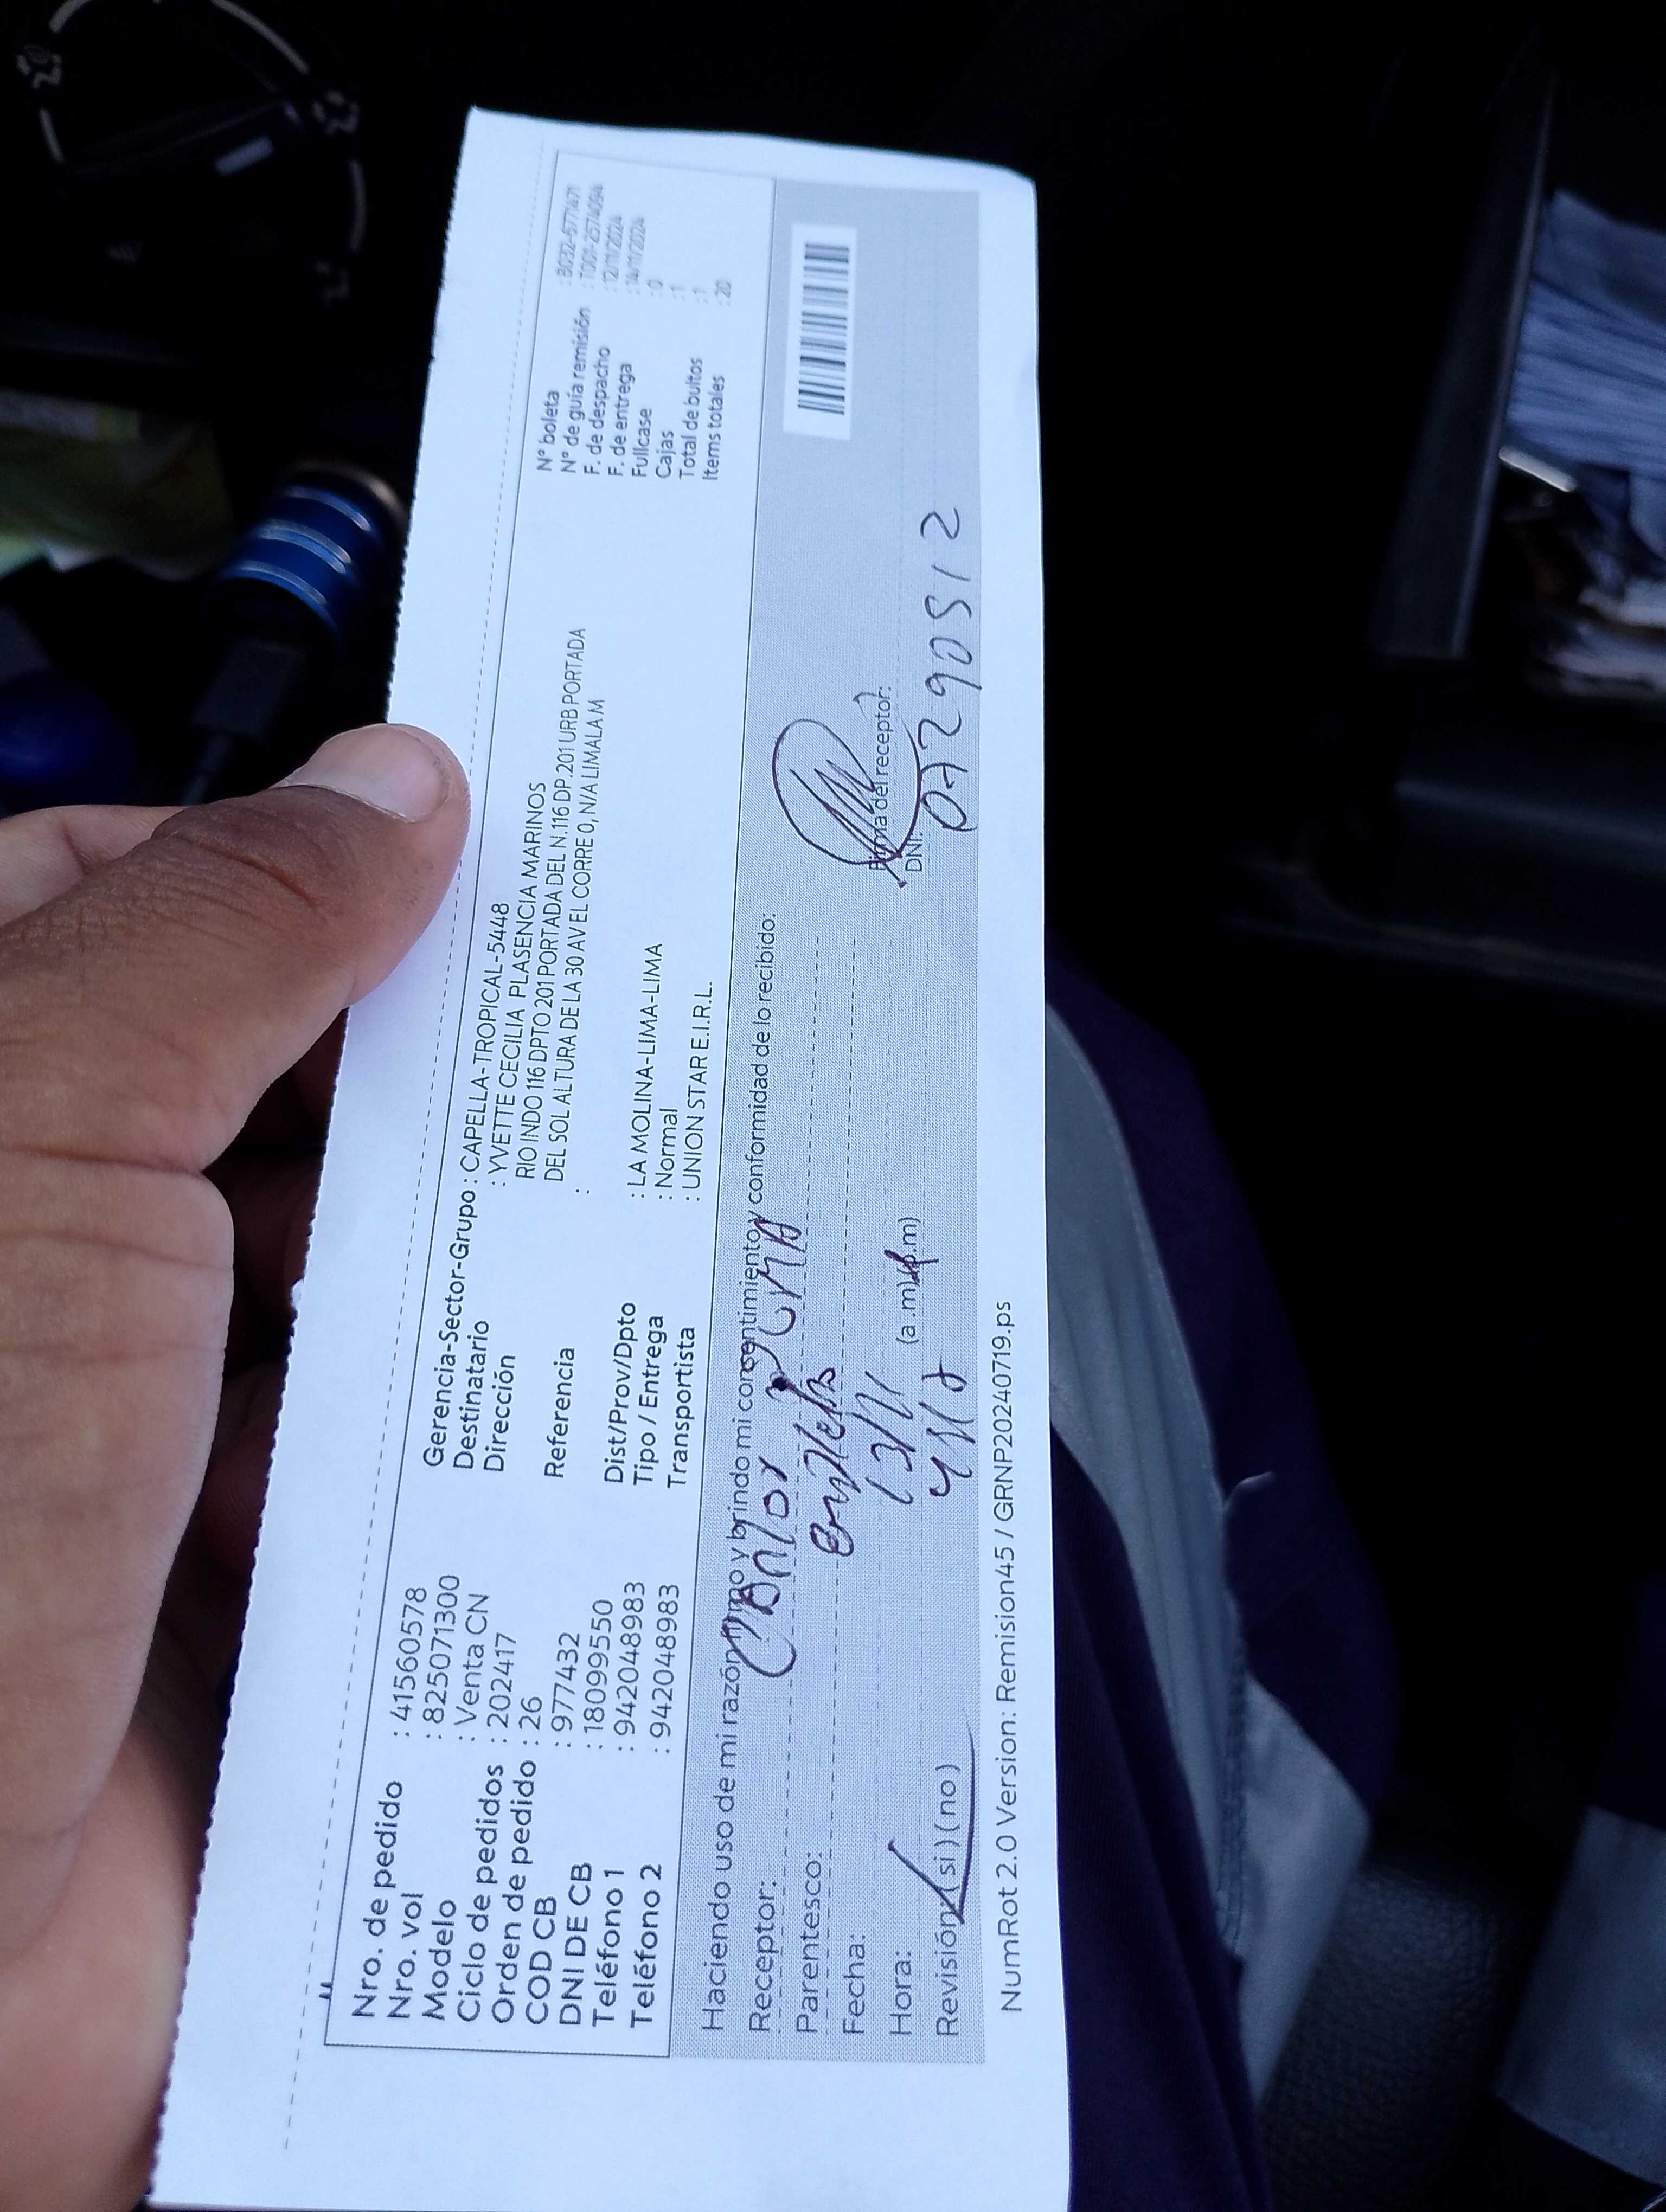 Nro. de pedido : 41560578
Nro. vol : 825071300
Modelo : Venta CN
Ciclo de pedidos : 202417
Orden de pedido : 26
COD CB : 977432
DNI DE CB : 18099550
Teléfono 1 : 942048983
Teléfono 2 : 942048983
Gerencia-Sector-Grupo : CAPELLA-TROPICAL-5448
Destinatario : YVETTE CECILIA PLASENCIA MARINOS
Dirección RIO INDO 116 DPTO 201 PORTADA DEL N.116 DP.201 URB PORTADA
DEL SOL ALTURA DE LA 30 AV EL CORRE 0, N/A LIMALA M
Referencia :
Dist/Prov/Dpto : LA MOLINA-LIMA-LIMA
Tipo / Entrega : Normal
Transportista : UNION STAR E.I.R.L.
N° boleta : B032-5771471
N° de guía remisión : T001-2574094
F. de despacho : 12/11/2024
F. de entrega : 14/11/2024
Fullcase : 0
Cajas : 1
Total de bultos : 1
Items totales : 20
Haciendo uso de mi razón firmo y brindo mi consentimiento y conformidad de lo recibido:
Receptor:
Parentesco:
Fecha: 13/11
Hora: (a.m) (p.m)
Revisión (si) (no)
Firma del receptor:
DNI: 07290512
NumRot 2.0 Version: Remision45 / GRNP20240719.ps